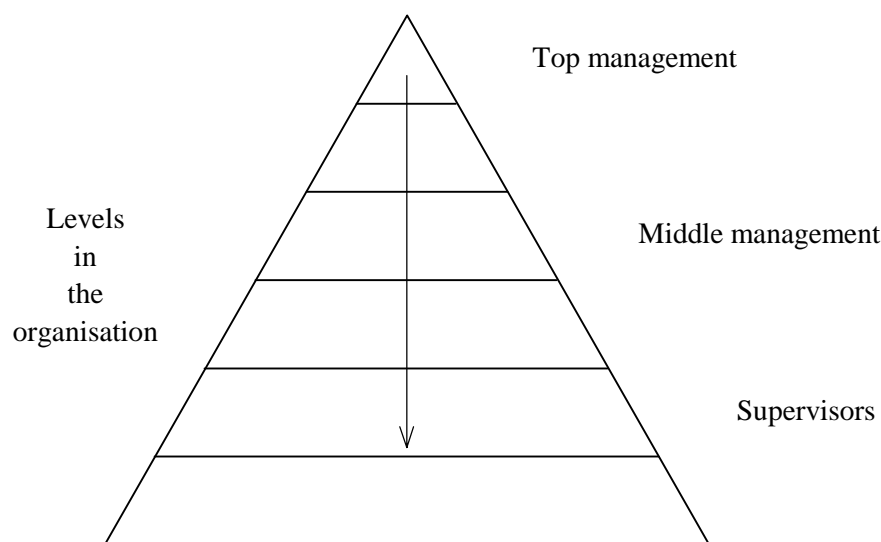 Top management
Levels
in
the
organisation
Middle management
Supervisors